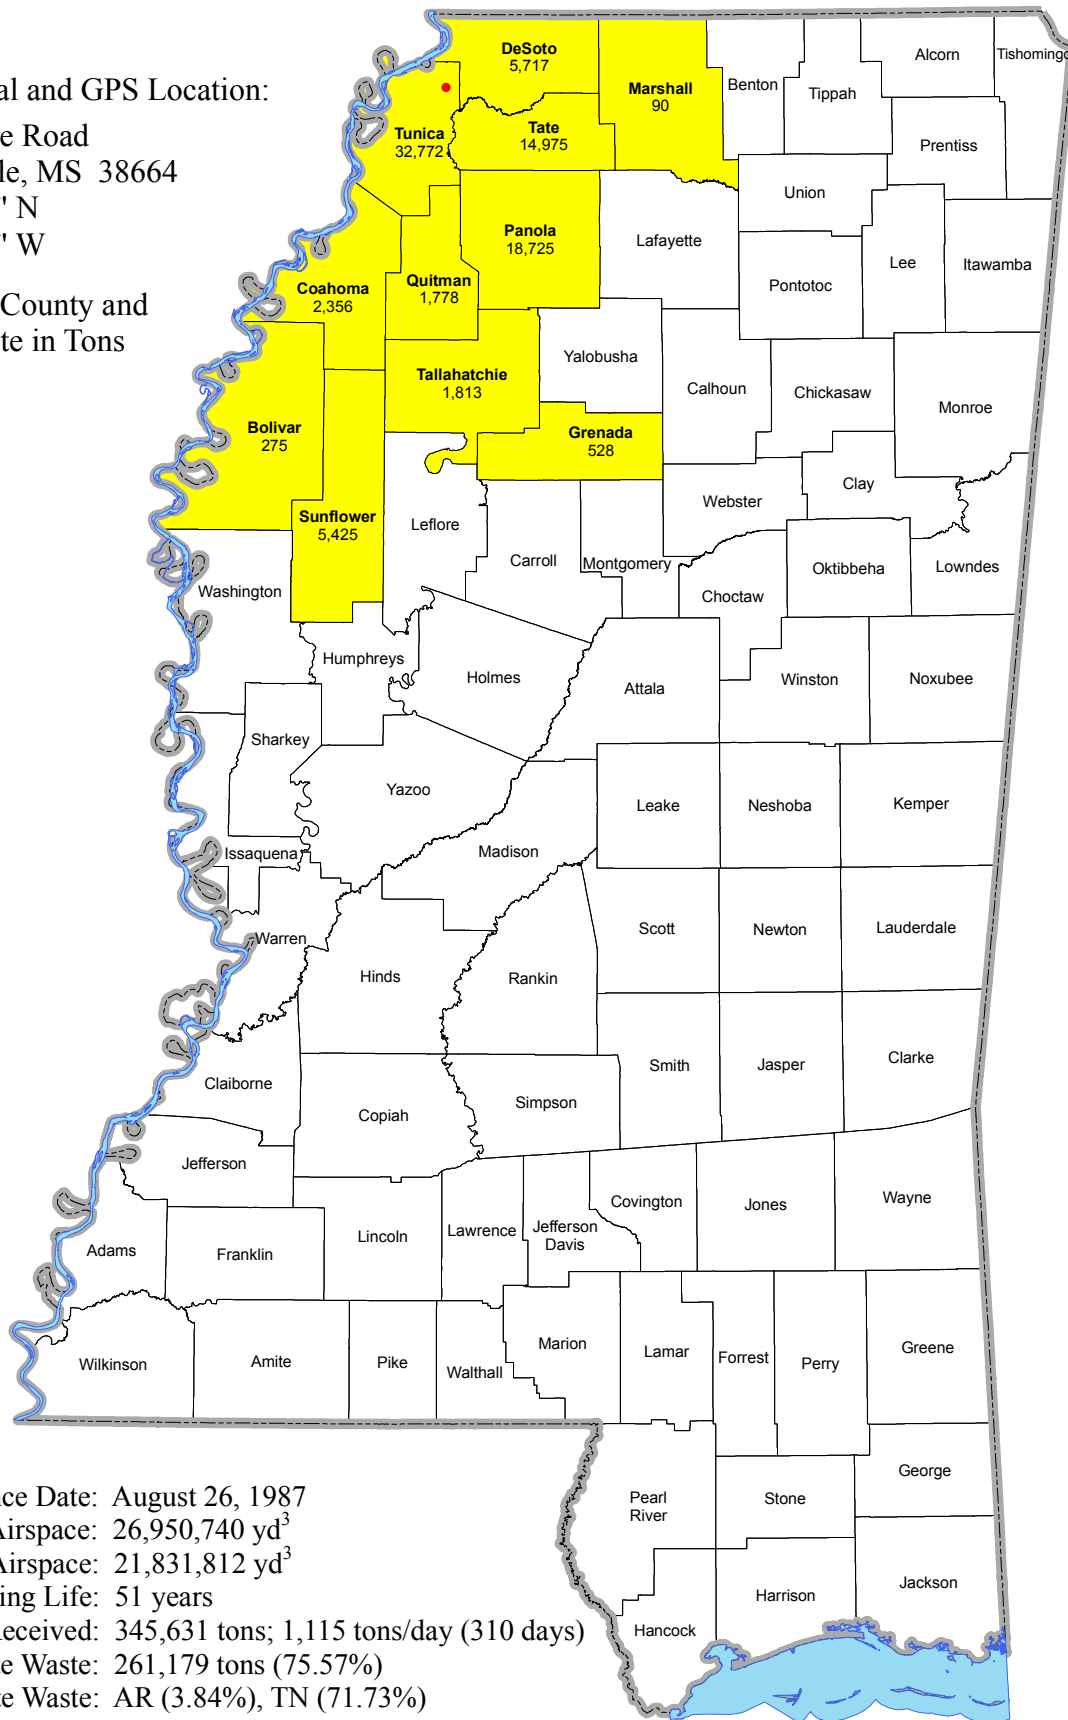 al and GPS Location:
e Road
le, MS 38664
" N
" W
County and
te in Tons
DeSoto
5,717
Marshall
90
Benton
Tippah
Alcorn
Tishomingo
Tunica
32,772
Tate
14,975
Prentiss
Union
Panola
18,725
Lafayette
Lee
Itawamba
Pontotoc
Coahoma
2,356
Quitman
1,778
Yalobusha
Tallahatchie
1,813
Calhoun
Chickasaw
Monroe
Bolivar
275
Grenada
528
Clay
Webster
Sunflower
5,425
Leflore
Carroll
Montgomery
Oktibbeha
Lowndes
Washington
Choctaw
Humphreys
Holmes
Attala
Winston
Noxubee
Sharkey
Yazoo
Leake
Neshoba
Kemper
Issaquena
Madison
Warren
Scott
Newton
Lauderdale
Hinds
Rankin
Smith
Jasper
Clarke
Claiborne
Copiah
Simpson
Jefferson
Covington
Jones
Wayne
Adams
Franklin
Lincoln
Lawrence
Jefferson
Davis
Wilkinson
Amite
Pike
Walthall
Marion
Lamar
Forrest
Perry
Greene
George
Pearl
River
Stone
Jackson
Harrison
Hancock
nce Date: August 26, 1987
Airspace: 26,950,740 yd³
Airspace: 21,831,812 yd³
ing Life: 51 years
Received: 345,631 tons; 1,115 tons/day (310 days)
te Waste: 261,179 tons (75.57%)
te Waste: AR (3.84%), TN (71.73%)